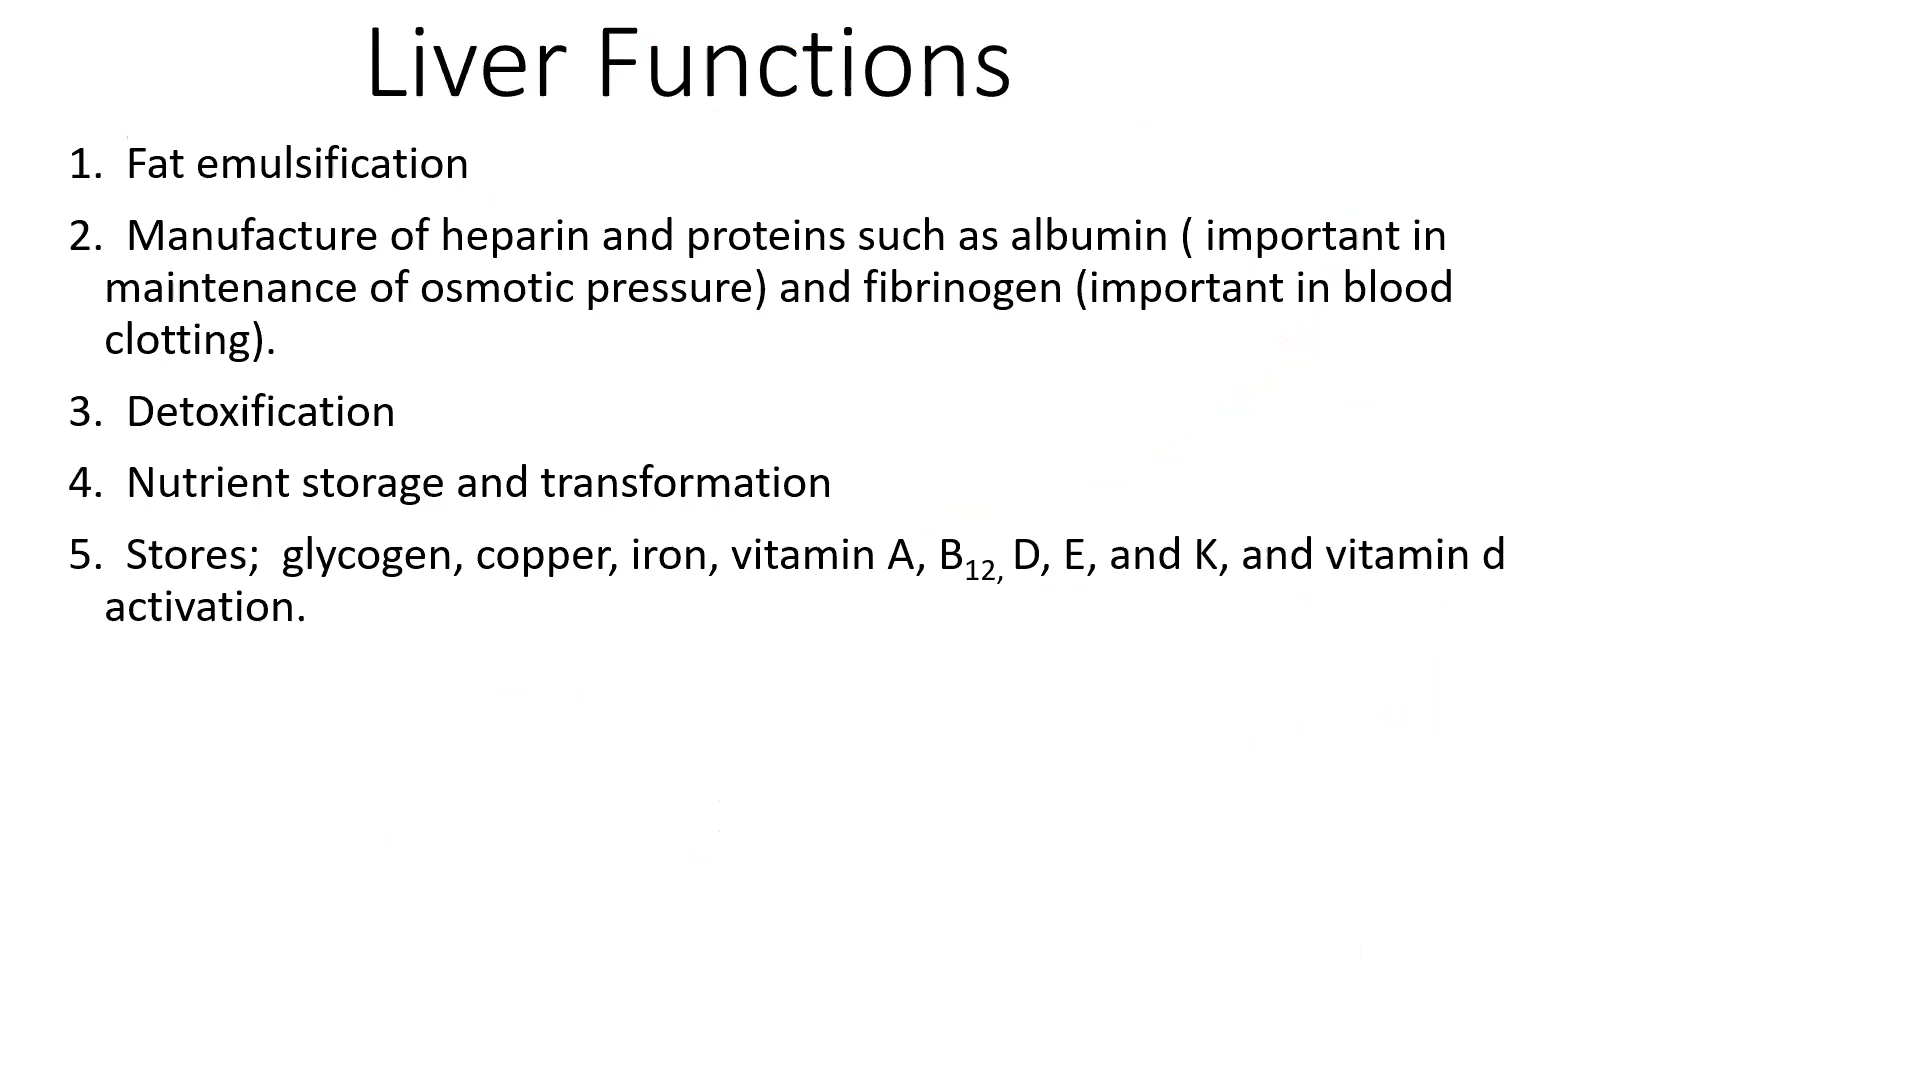 Liver Functions
1. Fat emulsification
2. Manufacture of heparin and proteins such as albumin ( important in
maintenance of osmotic pressure) and fibrinogen (important in blood
clotting).
3. Detoxification
4. Nutrient storage and transformation
5. Stores; glycogen, copper, iron, vitamin A, B12, D, E, and K, and vitamin d
activation.